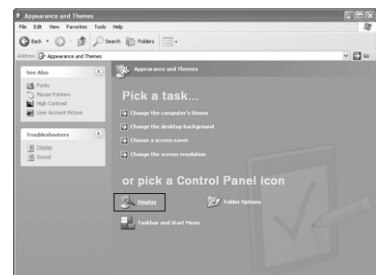 Appearance and Themes
File Edit View Favorites Tools Help
Back Search Folders
Address Appearance and Themes Go
See Also
Fonts
Mouse Pointers
High Contrast
User Account Picture
Troubleshooters
Display
Sound
Appearance and Themes
Pick a task...
Change the computer's theme
Change the desktop background
Choose a screen saver
Change the screen resolution
or pick a Control Panel icon
Display Folder Options
Taskbar and Start Menu